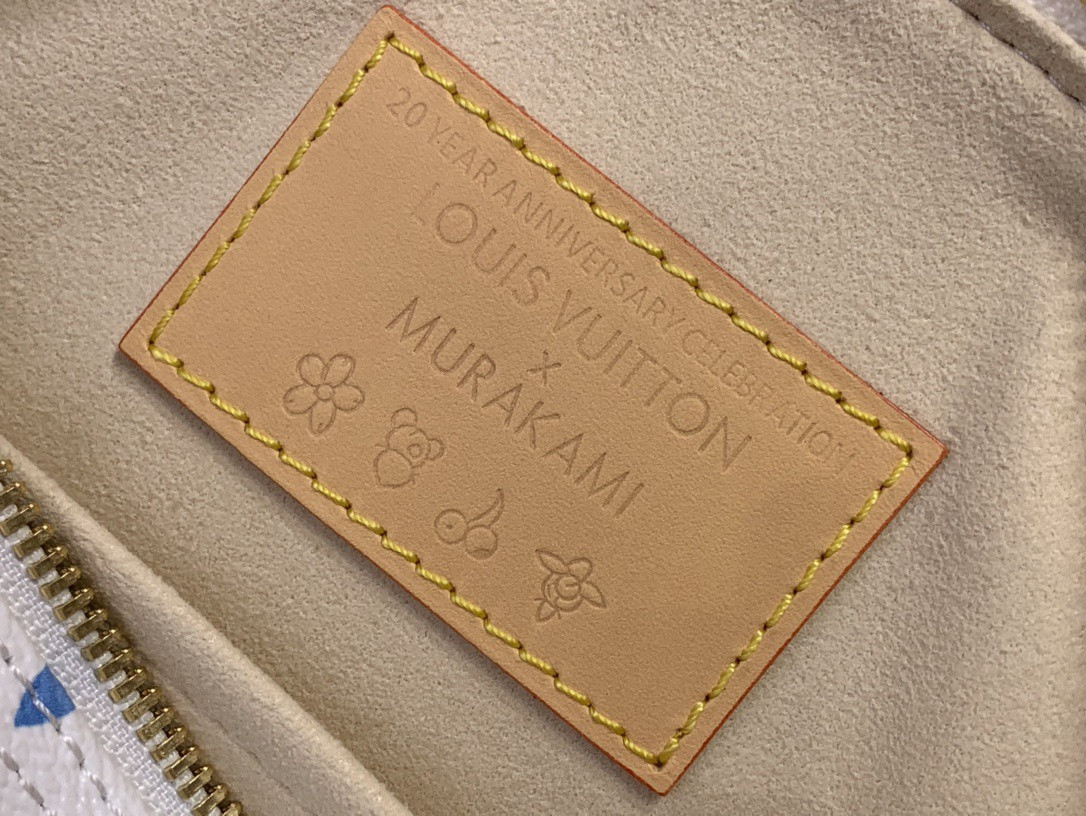 20 YEAR ANNIVERSARY CELEBRATION
LOUIS VUITTON
×
MURAKAMI